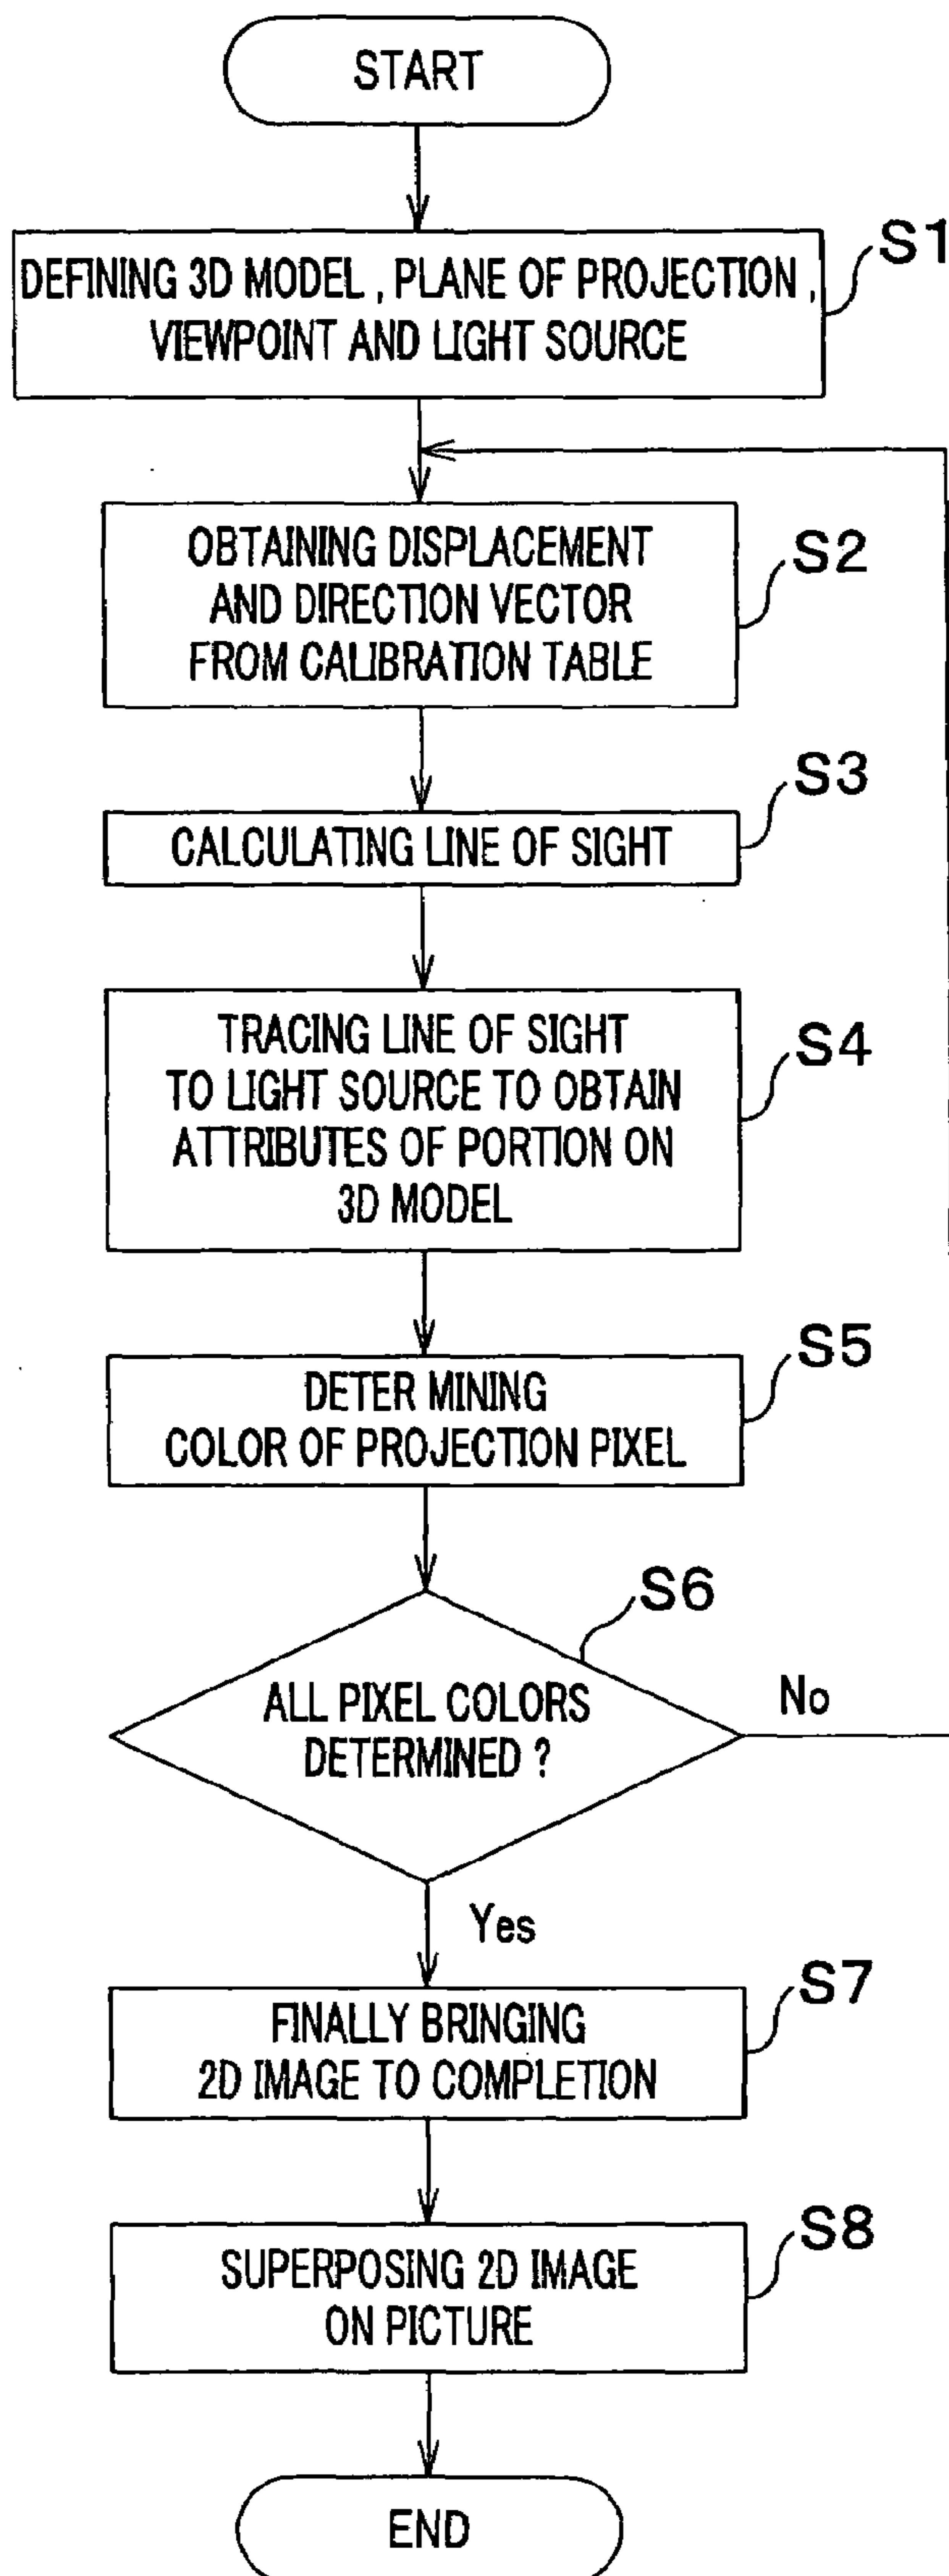 START
S1
DEFINING 3D MODEL , PLANE OF PROJECTION ,
VIEWPOINT AND LIGHT SOURCE
S2
OBTAINING DISPLACEMENT
AND DIRECTION VECTOR
FROM CALIBRATION TABLE
S3
CALCULATING LINE OF SIGHT
S4
TRACING LINE OF SIGHT
TO LIGHT SOURCE TO OBTAIN
ATTRIBUTES OF PORTION ON
3D MODEL
S5
DETER MINING
COLOR OF PROJECTION PIXEL
S6
ALL PIXEL COLORS
DETERMINED ?
No
Yes
S7
FINALLY BRINGING
2D IMAGE TO COMPLETION
S8
SUPERPOSING 2D IMAGE
ON PICTURE
END